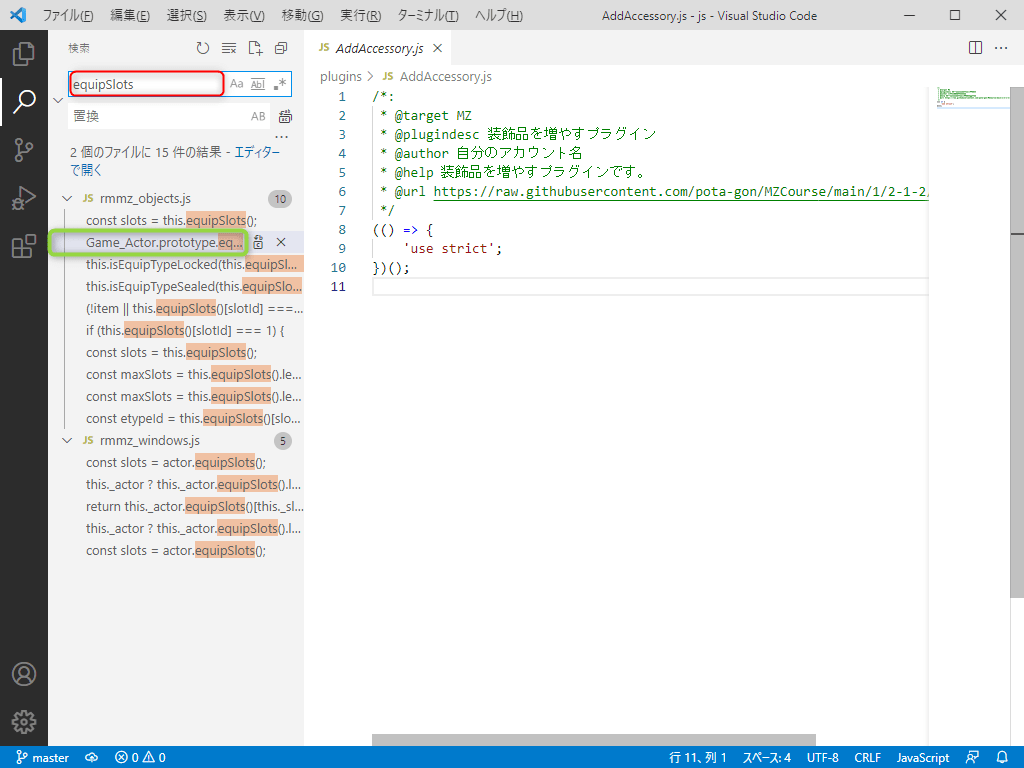 ファイル(F) 編集(E) 選択(S) 表示(V) 移動(G) 実行(R) ターミナル(T) ヘルプ(H) AddAccessory.js - js - Visual Studio Code
検索
equipSlots
Aa Abl .*
置換
AB
...
2 個のファイルに 15 件の結果 - エディター
で開く
JS rmmz_objects.js 10
const slots = this.equipSlots();
Game_Actor.prototype.eq...
this.isEquipTypeLocked(this.equipSl...
this.isEquipTypeSealed(this.equipSlo...
(!item || this.equipSlots()[slotId] ===...
if (this.equipSlots()[slotId] === 1) {
const slots = this.equipSlots();
const maxSlots = this.equipSlots().le...
const maxSlots = this.equipSlots().le...
const etypeId = this.equipSlots()[slo...
JS rmmz_windows.js 5
const slots = actor.equipSlots();
this._actor ? this._actor.equipSlots().l...
return this._actor.equipSlots()[this._sl...
this._actor ? this._actor.equipSlots().l...
const slots = actor.equipSlots();
JS AddAccessory.js
...
plugins > JS AddAccessory.js
1 /*:
2 * @target MZ
3 * @plugindesc 装飾品を増やすプラグイン
4 * @author 自分のアカウント名
5 * @help 装飾品を増やすプラグインです。
6 * @url https://raw.githubusercontent.com/pota-gon/MZCourse/main/1/2-1-2/
7 */
8 (() => {
9 'use strict';
10 })();
11
master 0 0 行 11、列 1 スペース: 4 UTF-8 CRLF JavaScript